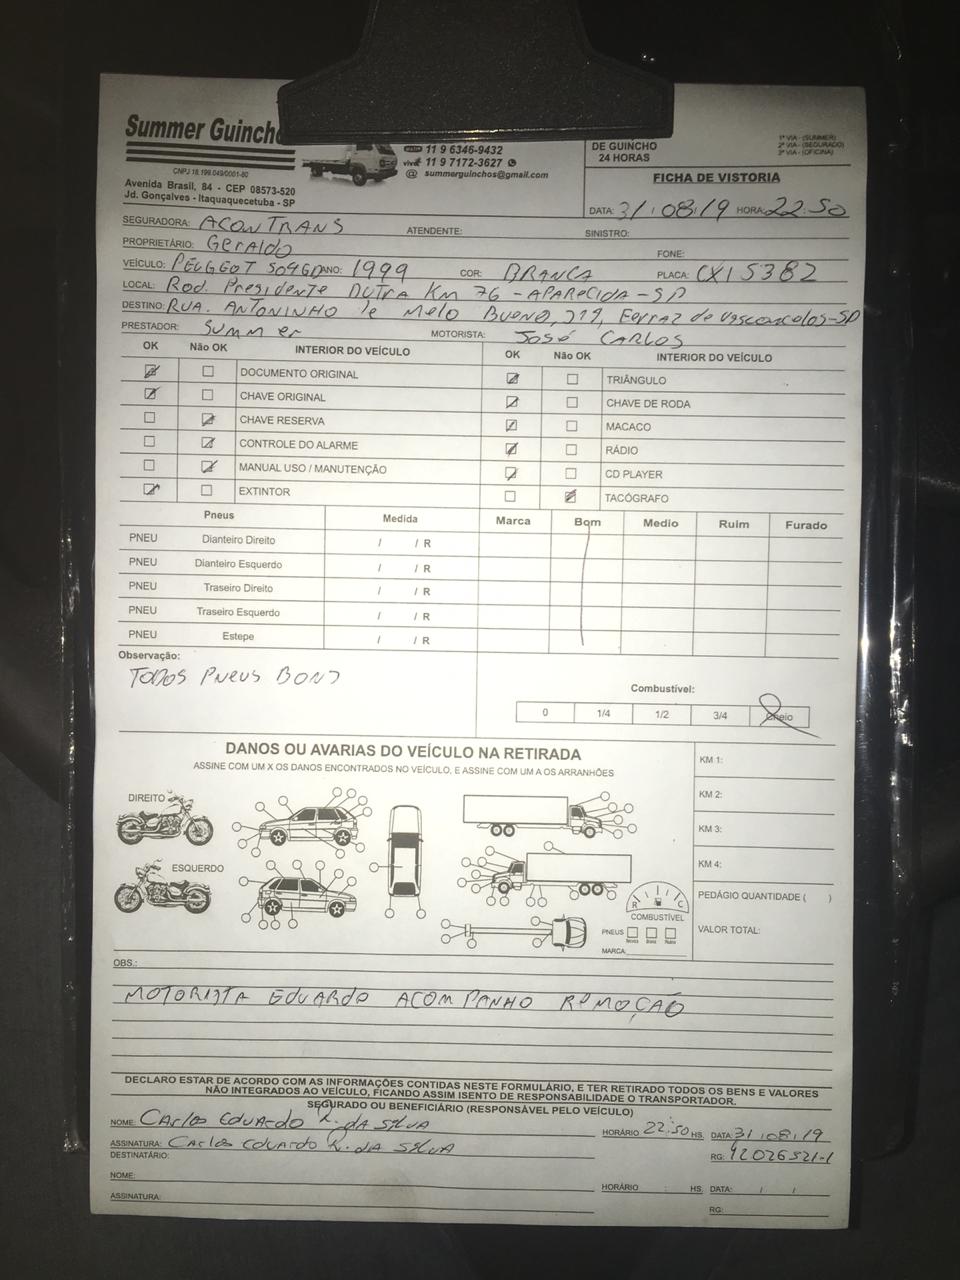 Summer Guincho
CNPJ 18.199.049/0001-80
Avenida Brasil, 84 - CEP 08573-520
Jd. Gonçalves - Itaquaquecetuba - SP
11 9 6346-9432
vivo 11 9 7172-3627
@ summerguinchos@gmail.com
DE GUINCHO
24 HORAS
1ª VIA - (SUMMER)
2ª VIA - (SEGURADO)
3ª VIA - (OFICINA)
FICHA DE VISTORIA
DATA: 31/08/19 HORA: 22:50
SEGURADORA: ACONTRANS ATENDENTE: SINISTRO:
PROPRIETÁRIO: GERALDO FONE:
VEÍCULO: PEUGGEOT 504GD ANO: 1999 COR: BRANCA PLACA: CXI 5382
LOCAL: Rod. Presidente DUTRA KM 76 - APARECIDA - SP
DESTINO: RUA. ANTONINHO de MELO BUENO, 219, Ferraz de Vasconcelos-SP
PRESTADOR: SUMMER MOTORISTA: JOSÉ CARLOS
OK Não OK INTERIOR DO VEÍCULO OK Não OK INTERIOR DO VEÍCULO
DOCUMENTO ORIGINAL TRIÂNGULO
CHAVE ORIGINAL CHAVE DE RODA
CHAVE RESERVA MACACO
CONTROLE DO ALARME RÁDIO
MANUAL USO / MANUTENÇÃO CD PLAYER
EXTINTOR TACÓGRAFO
Pneus Medida Marca Bom Medio Ruim Furado
PNEU Dianteiro Direito / / R
PNEU Dianteiro Esquerdo / / R
PNEU Traseiro Direito / / R
PNEU Traseiro Esquerdo / / R
PNEU Estepe / / R
Observação:
TODOS PNEUS BONS
Combustível:
0 1/4 1/2 3/4 Cheio
DANOS OU AVARIAS DO VEÍCULO NA RETIRADA
ASSINE COM UM X OS DANOS ENCONTRADOS NO VEÍCULO, E ASSINE COM UM A OS ARRANHÕES
DIREITO
ESQUERDO
R C
COMBUSTÍVEL
PNEUS
MARCA:
KM 1:
KM 2:
KM 3:
KM 4:
PEDÁGIO QUANTIDADE ( )
VALOR TOTAL:
OBS.:
MOTORISTA EDUARDO ACOMPANHO REMOÇÃO
DECLARO ESTAR DE ACORDO COM AS INFORMAÇÕES CONTIDAS NESTE FORMULÁRIO, E TER RETIRADO TODOS OS BENS E VALORES
NÃO INTEGRADOS AO VEÍCULO, FICANDO ASSIM ISENTO DE RESPONSABILIDADE O TRANSPORTADOR.
SEGURADO OU BENEFICIÁRIO (RESPONSÁVEL PELO VEÍCULO)
NOME: Carlos Eduardo R. DA SILVA HORÁRIO 22:50 HS. DATA: 31/08/19
ASSINATURA: Carlos Eduardo R. DA SILVA RG: 42026521-1
DESTINATÁRIO:
NOME: HORÁRIO : HS. DATA: / /
ASSINATURA: RG: